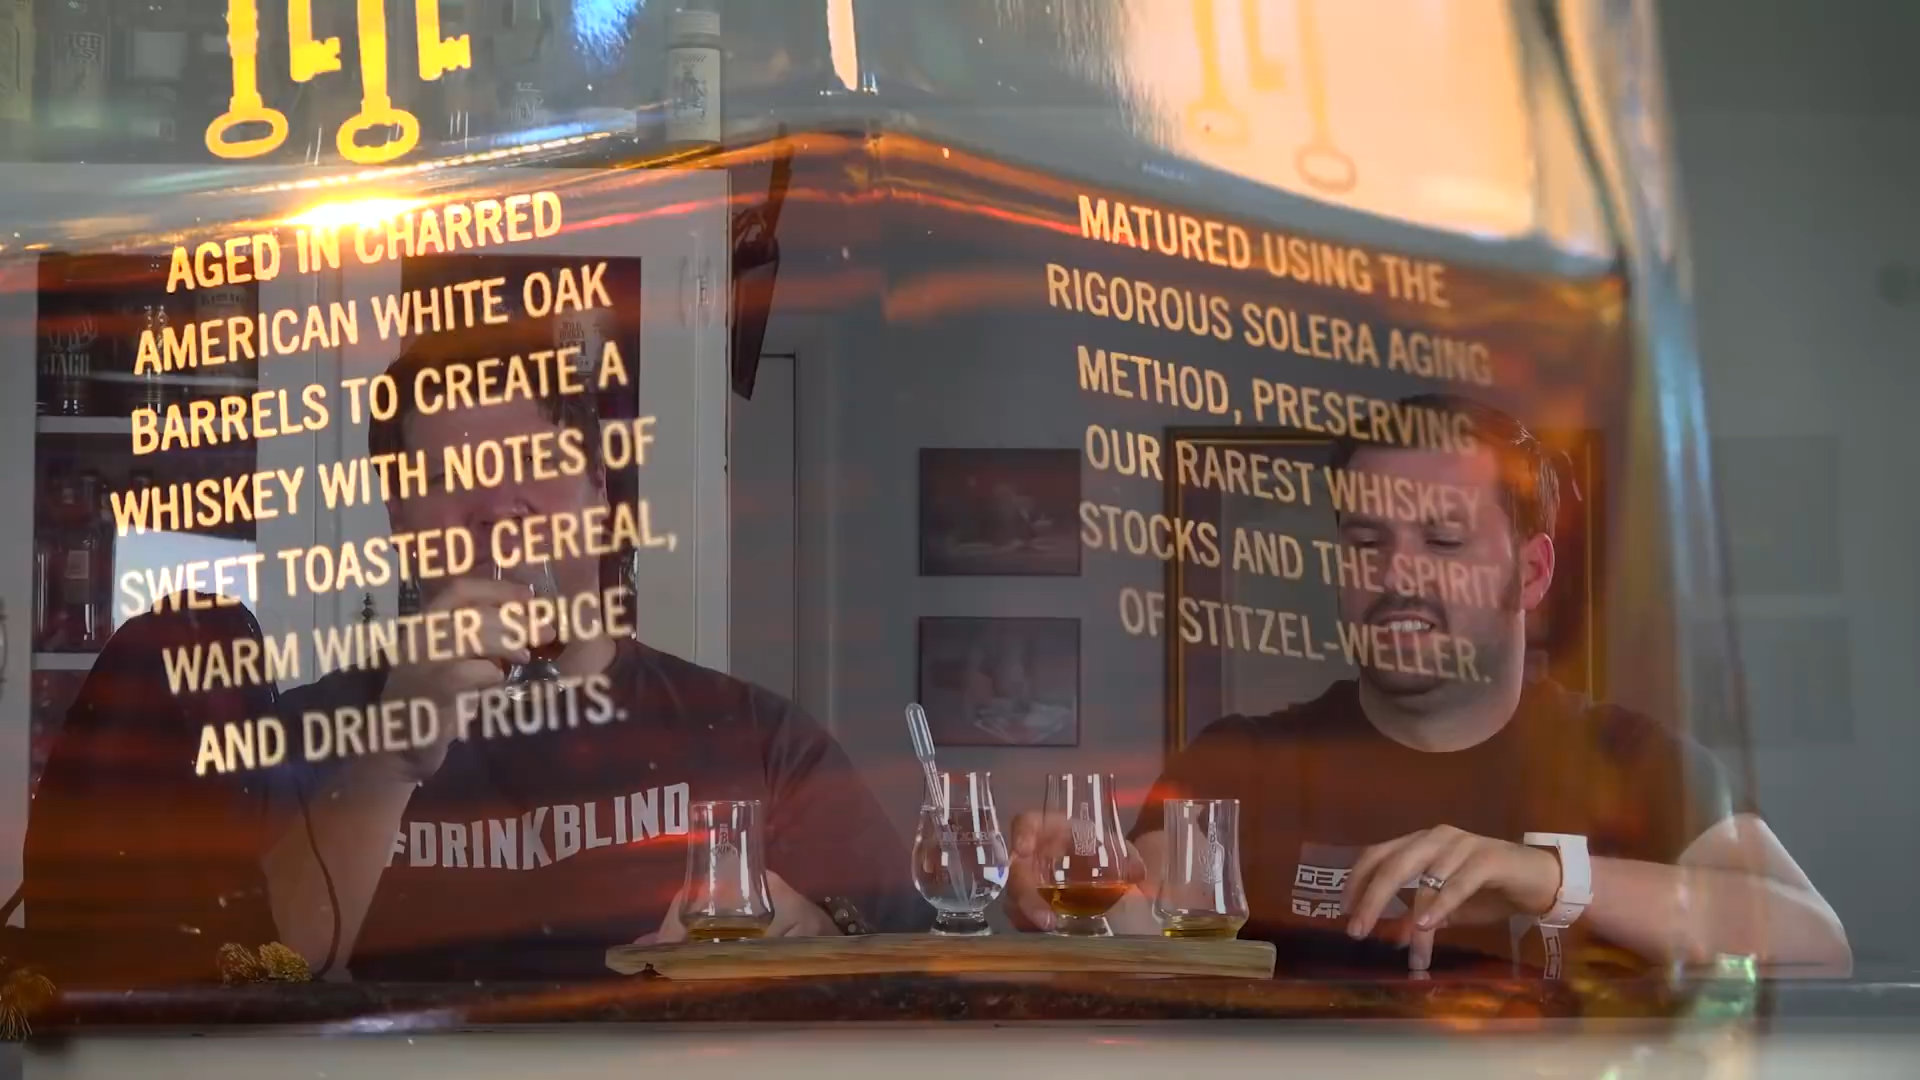 AGED IN CHARRED
AMERICAN WHITE OAK
BARRELS TO CREATE A
WHISKEY WITH NOTES OF
SWEET TOASTED CEREAL,
WARM WINTER SPICE
AND DRIED FRUITS.
MATURED USING THE
RIGOROUS SOLERA AGING
METHOD, PRESERVING
OUR RAREST WHISKEY
STOCKS AND THE SPIRIT
OF STITZEL-WELLER.
#DRINKBLIND